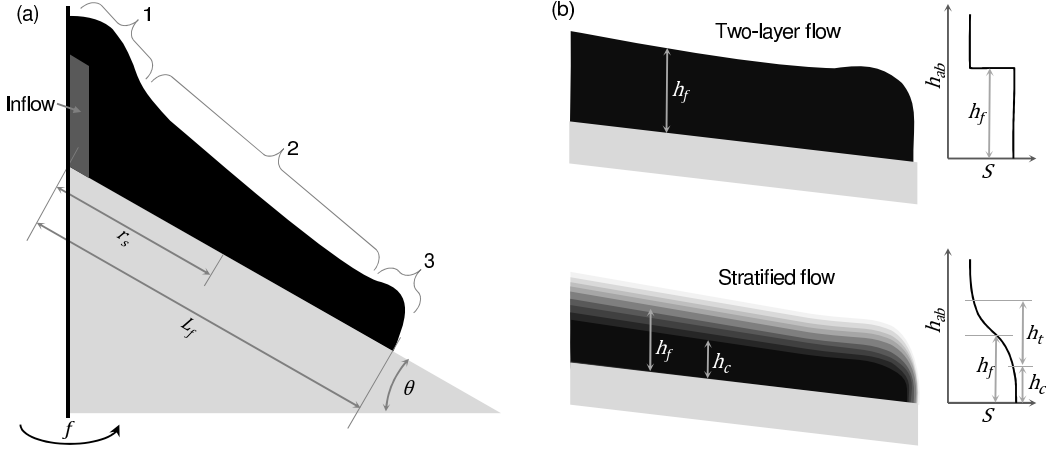 (a)
1
Inflow
2
r_s
3
L_f
θ
f
(b)
Two-layer flow
h_f
h_ab
h_f
S
Stratified flow
h_f
h_c
h_ab
h_t
h_f
h_c
S